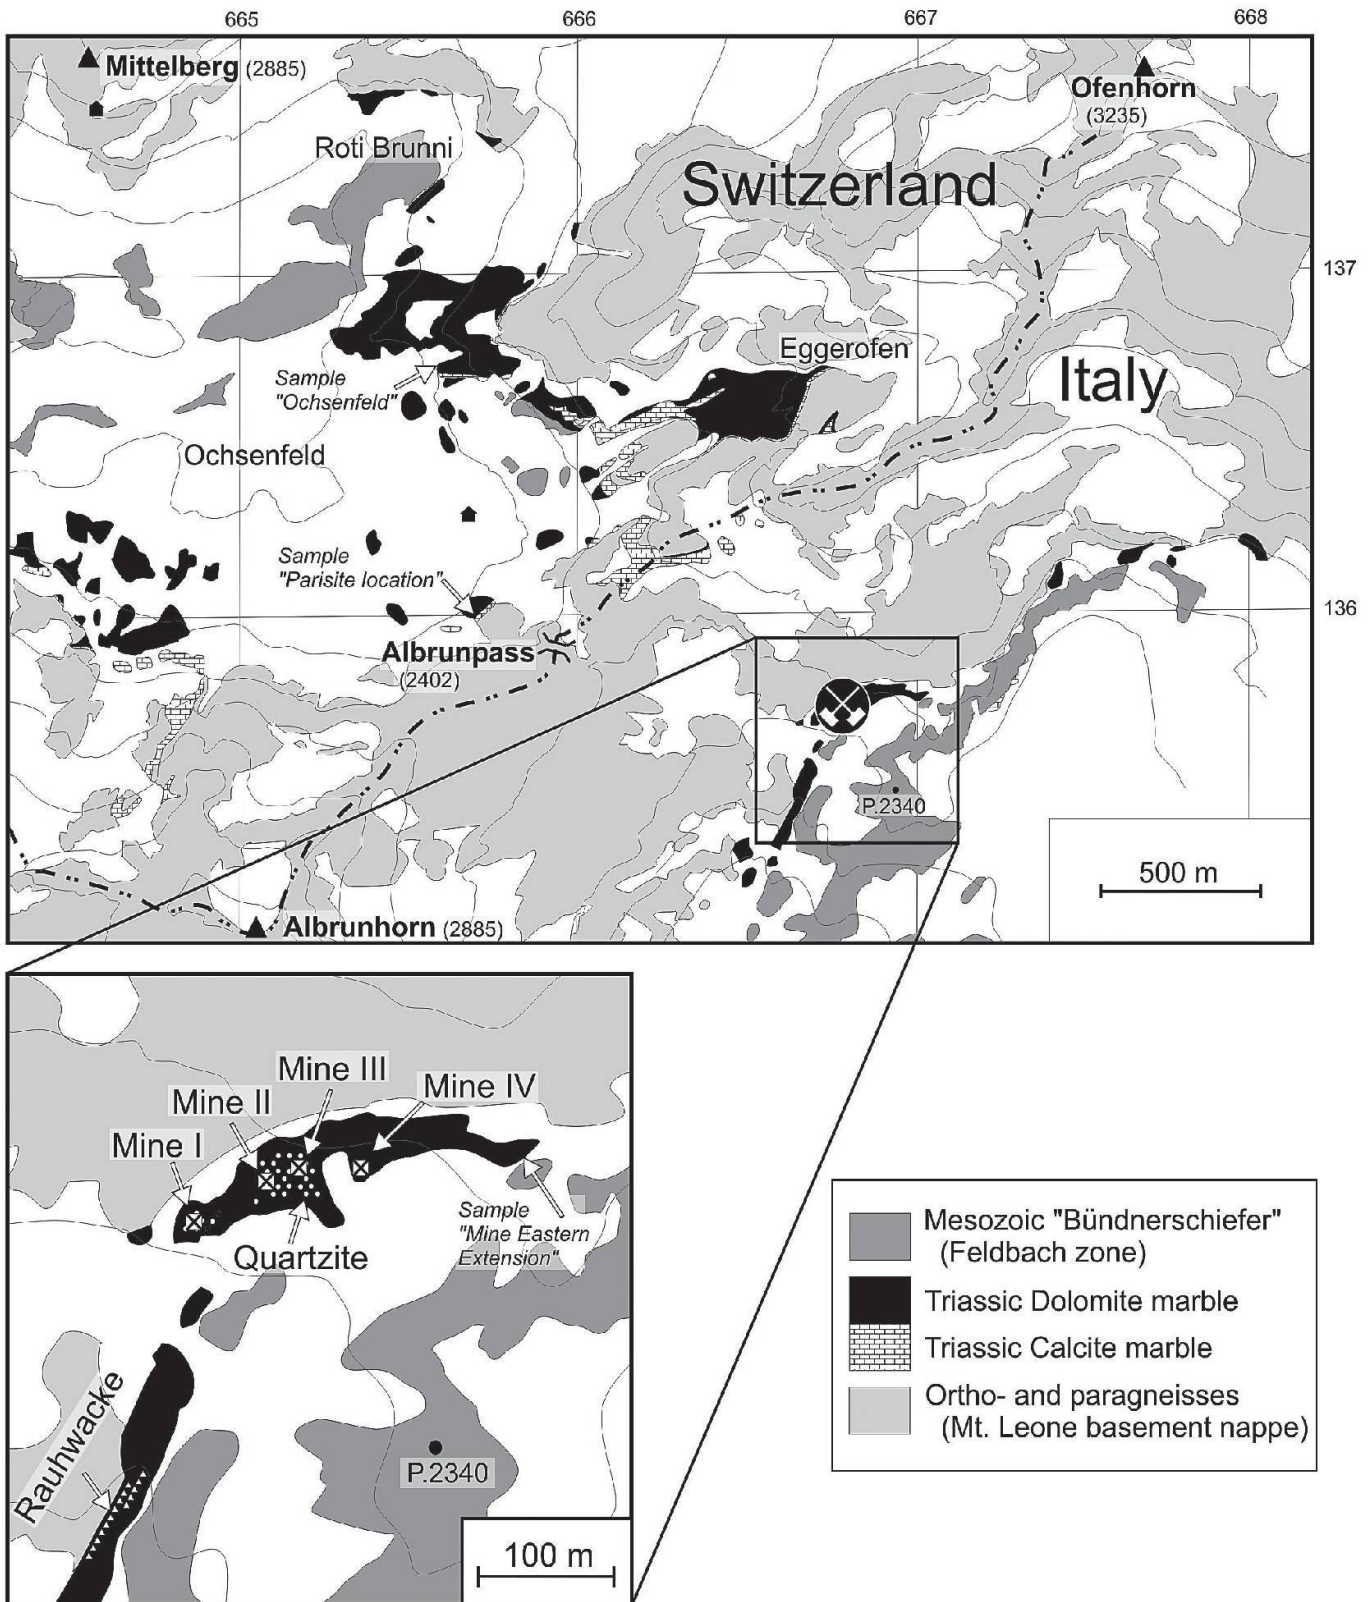 665
666
667
668
Mittelberg (2885)
Ofenhorn
(3235)
Roti Brunni
Switzerland
137
Eggerofen
Italy
Sample
"Ochsenfeld"
Ochsenfeld
Sample
"Parisite location"
136
Albrunpass
(2402)
P.2340
500 m
Albrunhorn (2885)
Mine III
Mine IV
Mine II
Mine I
Sample
"Mine Eastern
Extension"
Quartzite
Rauhwacke
P.2340
100 m
Mesozoic "Bündnerschiefer"
(Feldbach zone)
Triassic Dolomite marble
Triassic Calcite marble
Ortho- and paragneisses
(Mt. Leone basement nappe)